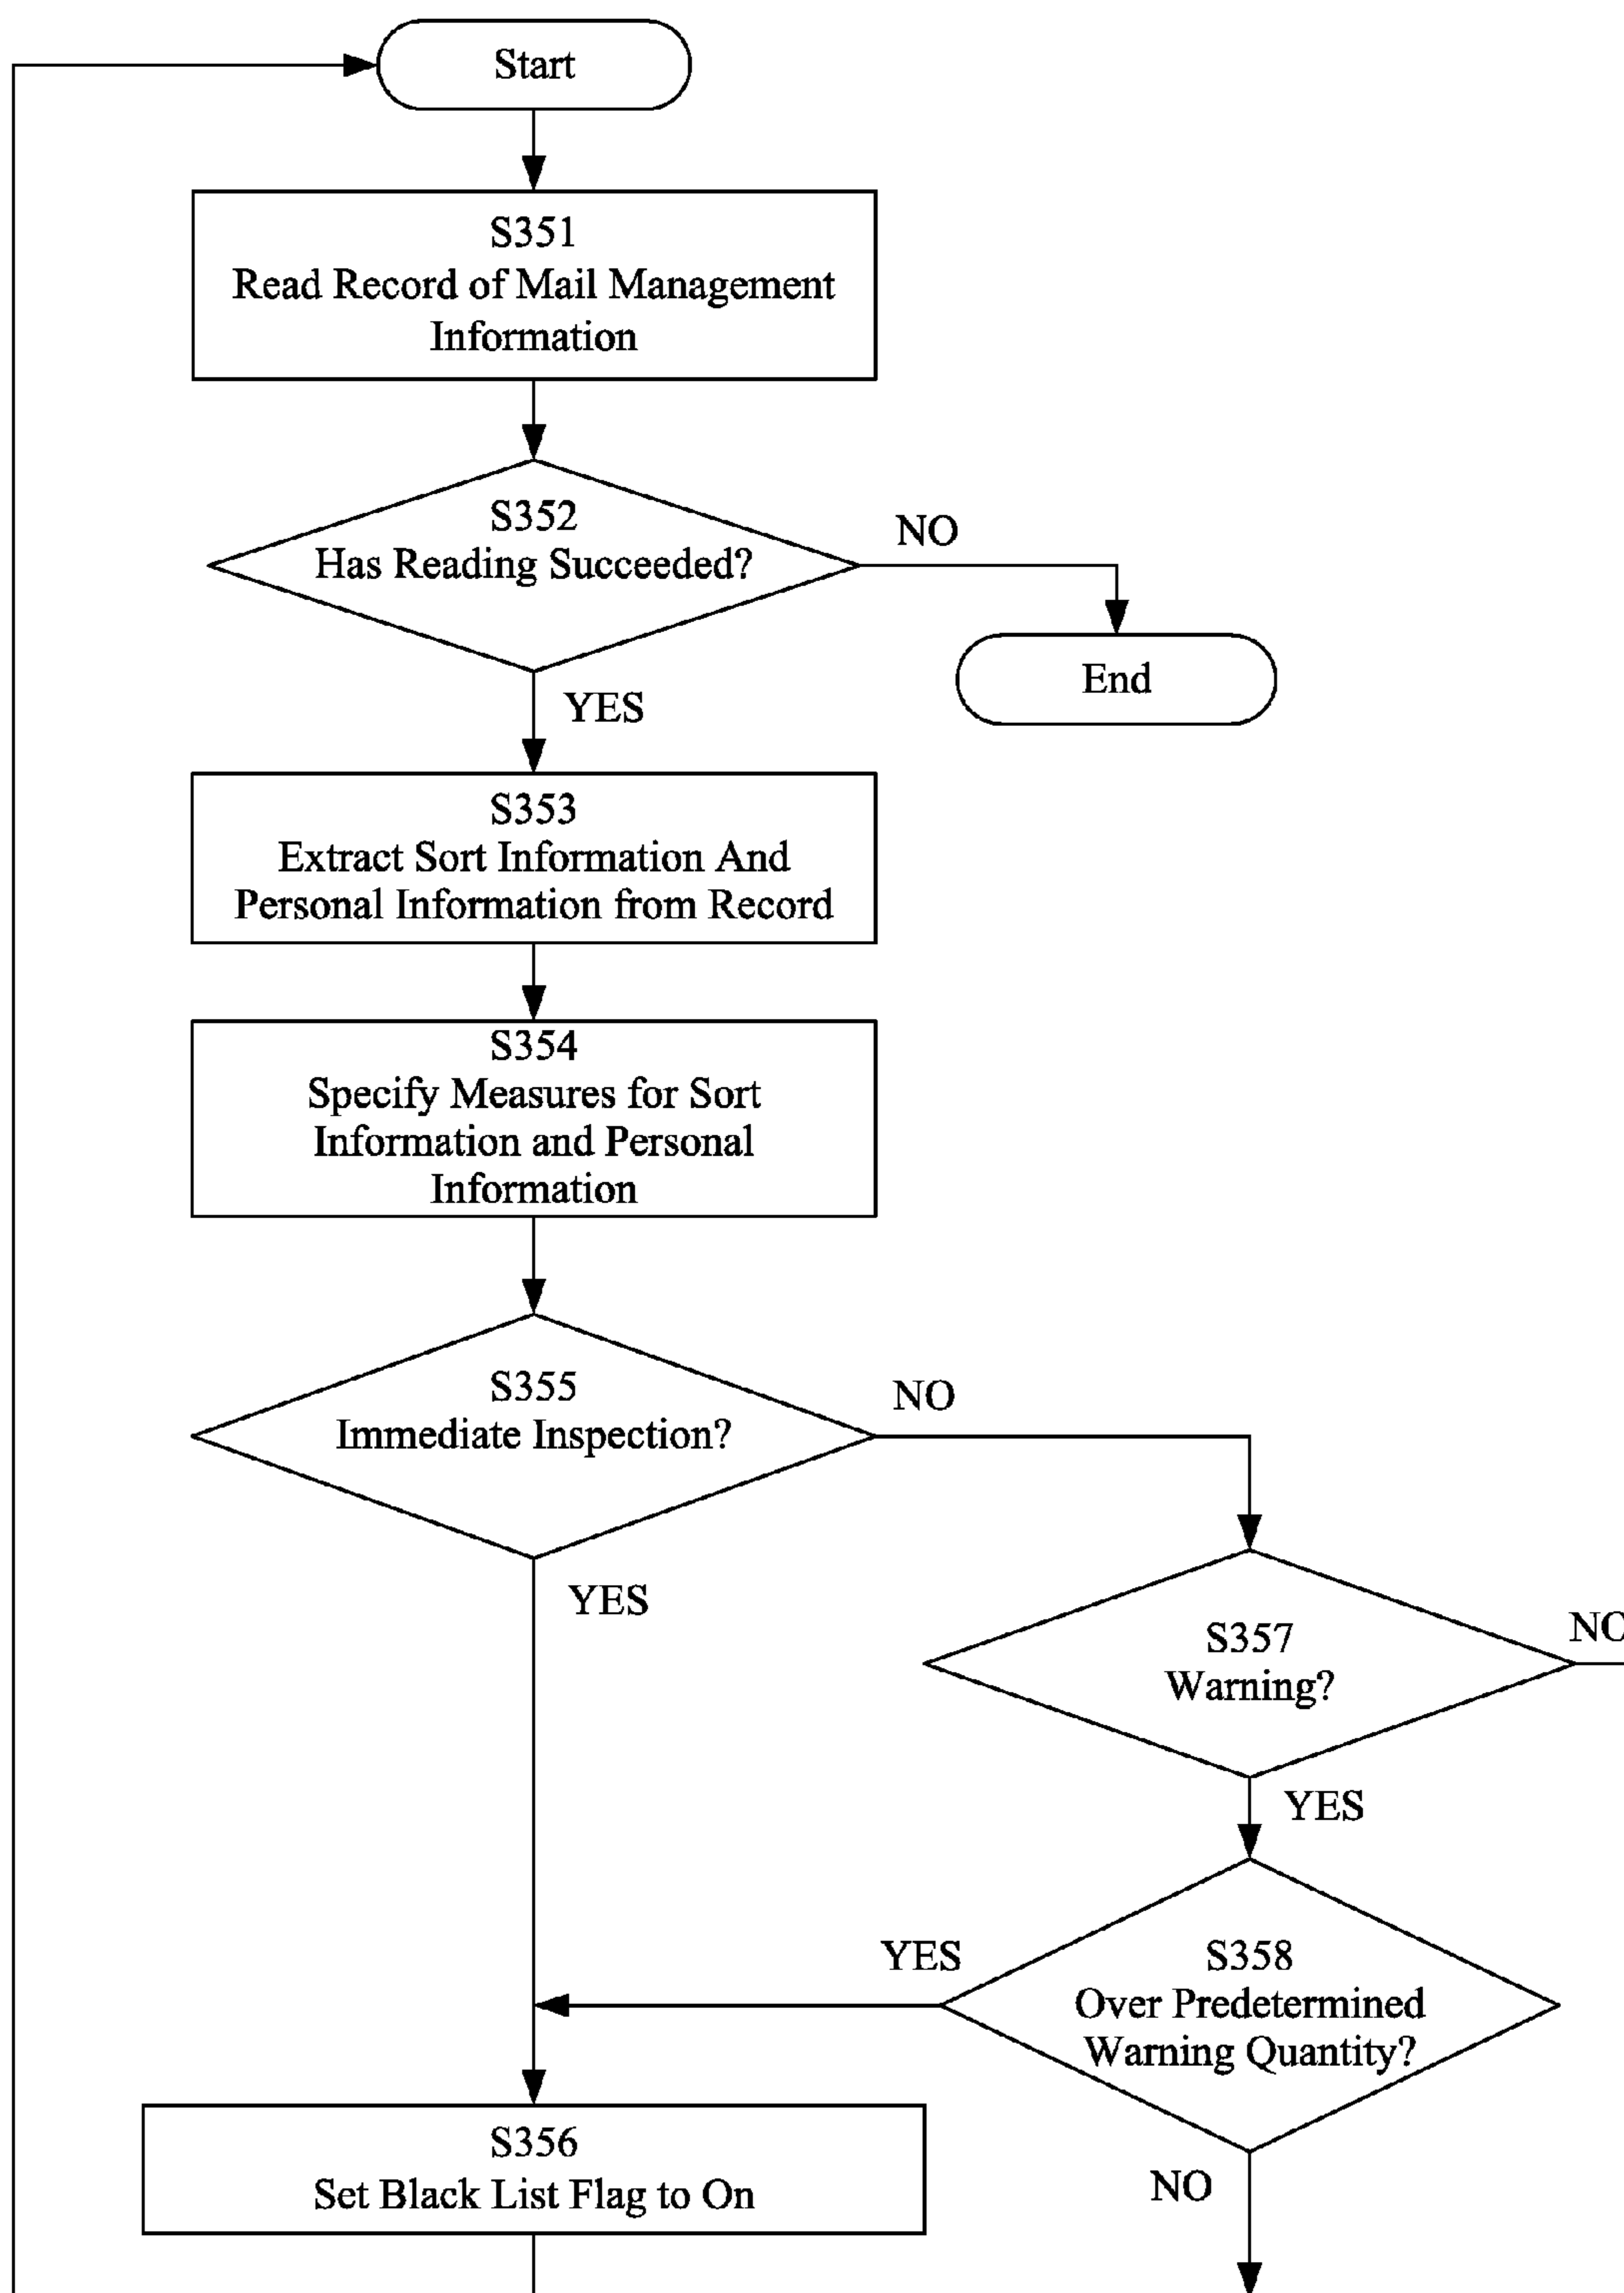 Start
S351
Read Record of Mail Management
Information
S352
Has Reading Succeeded?
NO
End
YES
S353
Extract Sort Information And
Personal Information from Record
S354
Specify Measures for Sort
Information and Personal
Information
S355
Immediate Inspection?
NO
YES
S357
Warning?
NO
YES
S358
Over Predetermined
Warning Quantity?
YES
NO
S356
Set Black List Flag to On